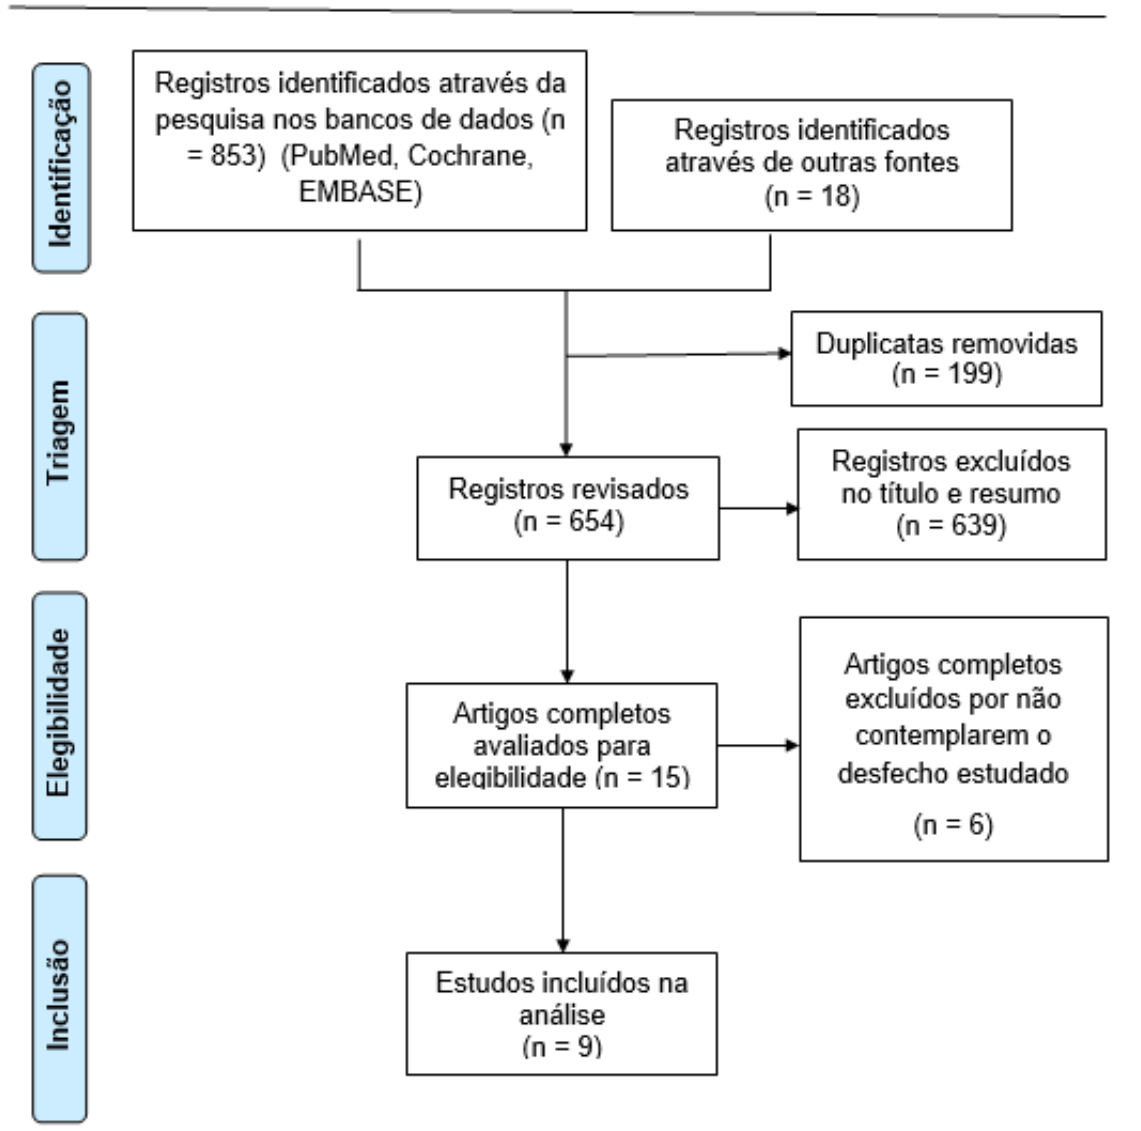 Identificação
Registros identificados através da
pesquisa nos bancos de dados (n
= 853) (PubMed, Cochrane,
EMBASE)
Registros identificados
através de outras fontes
(n = 18)
Triagem
Duplicatas removidas
(n = 199)
Registros revisados
(n = 654)
Registros excluídos
no título e resumo
(n = 639)
Elegibilidade
Artigos completos
avaliados para
elegibilidade (n = 15)
Artigos completos
excluídos por não
contemplarem o
desfecho estudado
(n = 6)
Inclusão
Estudos incluídos na
análise
(n = 9)